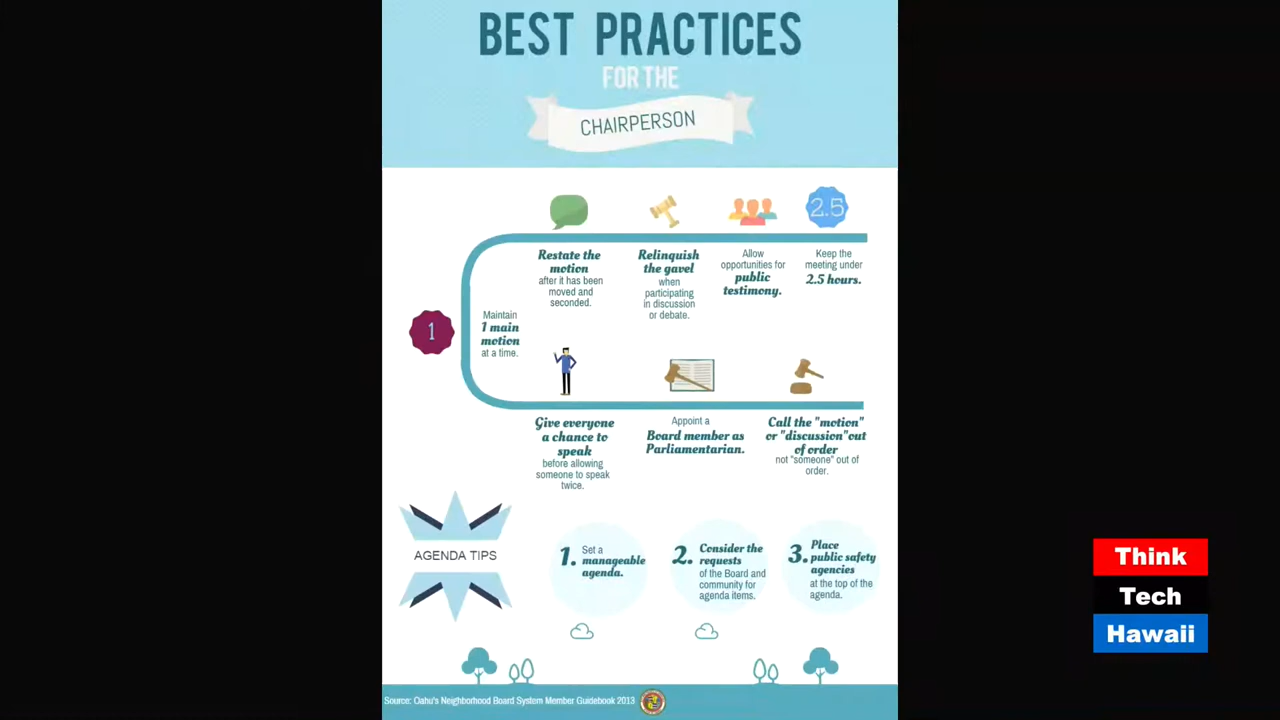 BEST PRACTICES
FOR THE
CHAIRPERSON
2.5
Restate the
motion
after it has been
moved and
seconded.
Relinquish
the gavel
when
participating
in discussion
or debate.
Allow
opportunities for
public
testimony.
Keep the
meeting under
2.5 hours.
1
Maintain
1 main
motion
at a time.
Give everyone
a chance to
speak
before allowing
someone to speak
twice.
Appoint a
Board member as
Parliamentarian.
Call the "motion"
or "discussion"out
of order
not "someone" out of
order.
AGENDA TIPS
1. Set a
manageable
agenda.
2. Consider the
requests
of the Board and
community for
agenda items.
3. Place
public safety
agencies
at the top of the
agenda.
Think
Tech
Hawaii
Source: Oahu's Neighborhood Board System Member Guidebook 2013